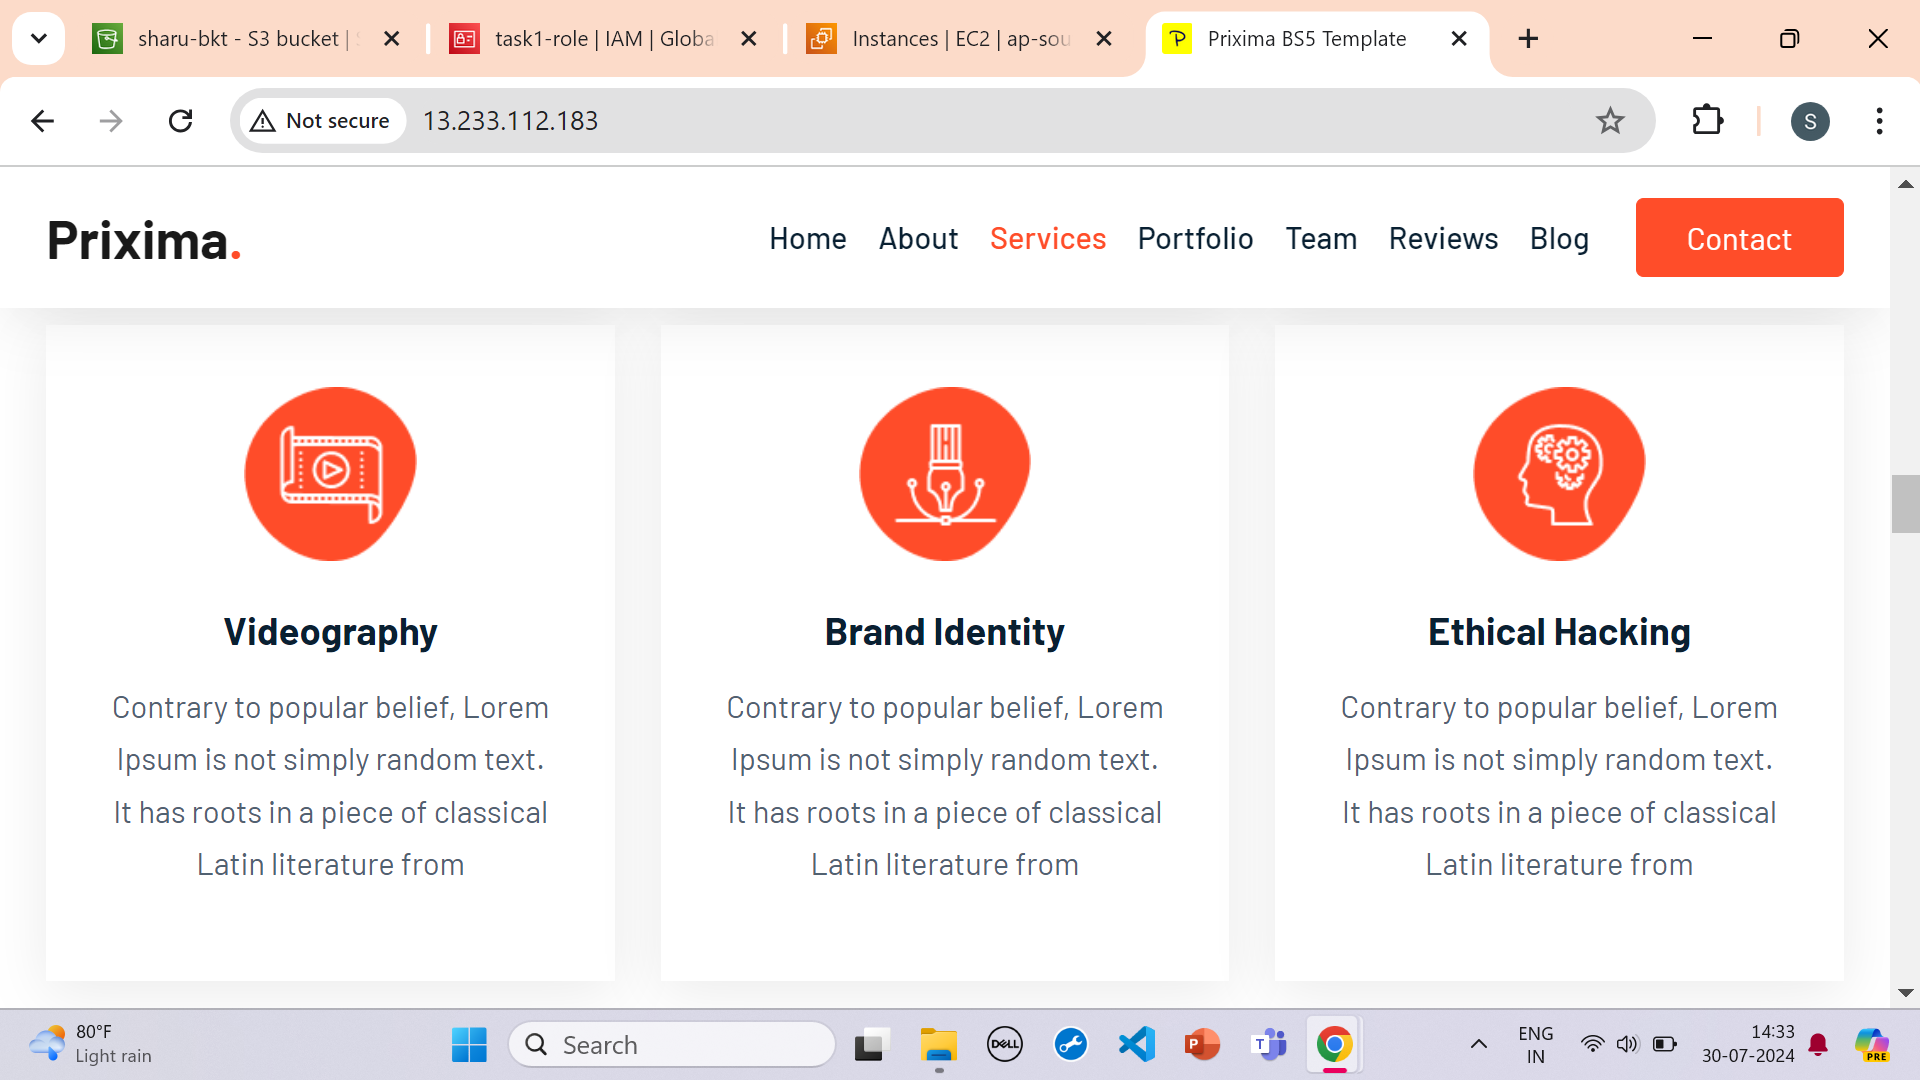 sharu-bkt - S3 bucket |
task1-role | IAM | Globa
Instances | EC2 | ap-sou
Prixima BS5 Template
Not secure
13.233.112.183
S
Prixima.
Home
About
Services
Portfolio
Team
Reviews
Blog
Contact
Videography
Contrary to popular belief, Lorem
Ipsum is not simply random text.
It has roots in a piece of classical
Latin literature from
Brand Identity
Contrary to popular belief, Lorem
Ipsum is not simply random text.
It has roots in a piece of classical
Latin literature from
Ethical Hacking
Contrary to popular belief, Lorem
Ipsum is not simply random text.
It has roots in a piece of classical
Latin literature from
80°F
Light rain
Search
DELL
P
T
ENG
IN
14:33
30-07-2024
PRE